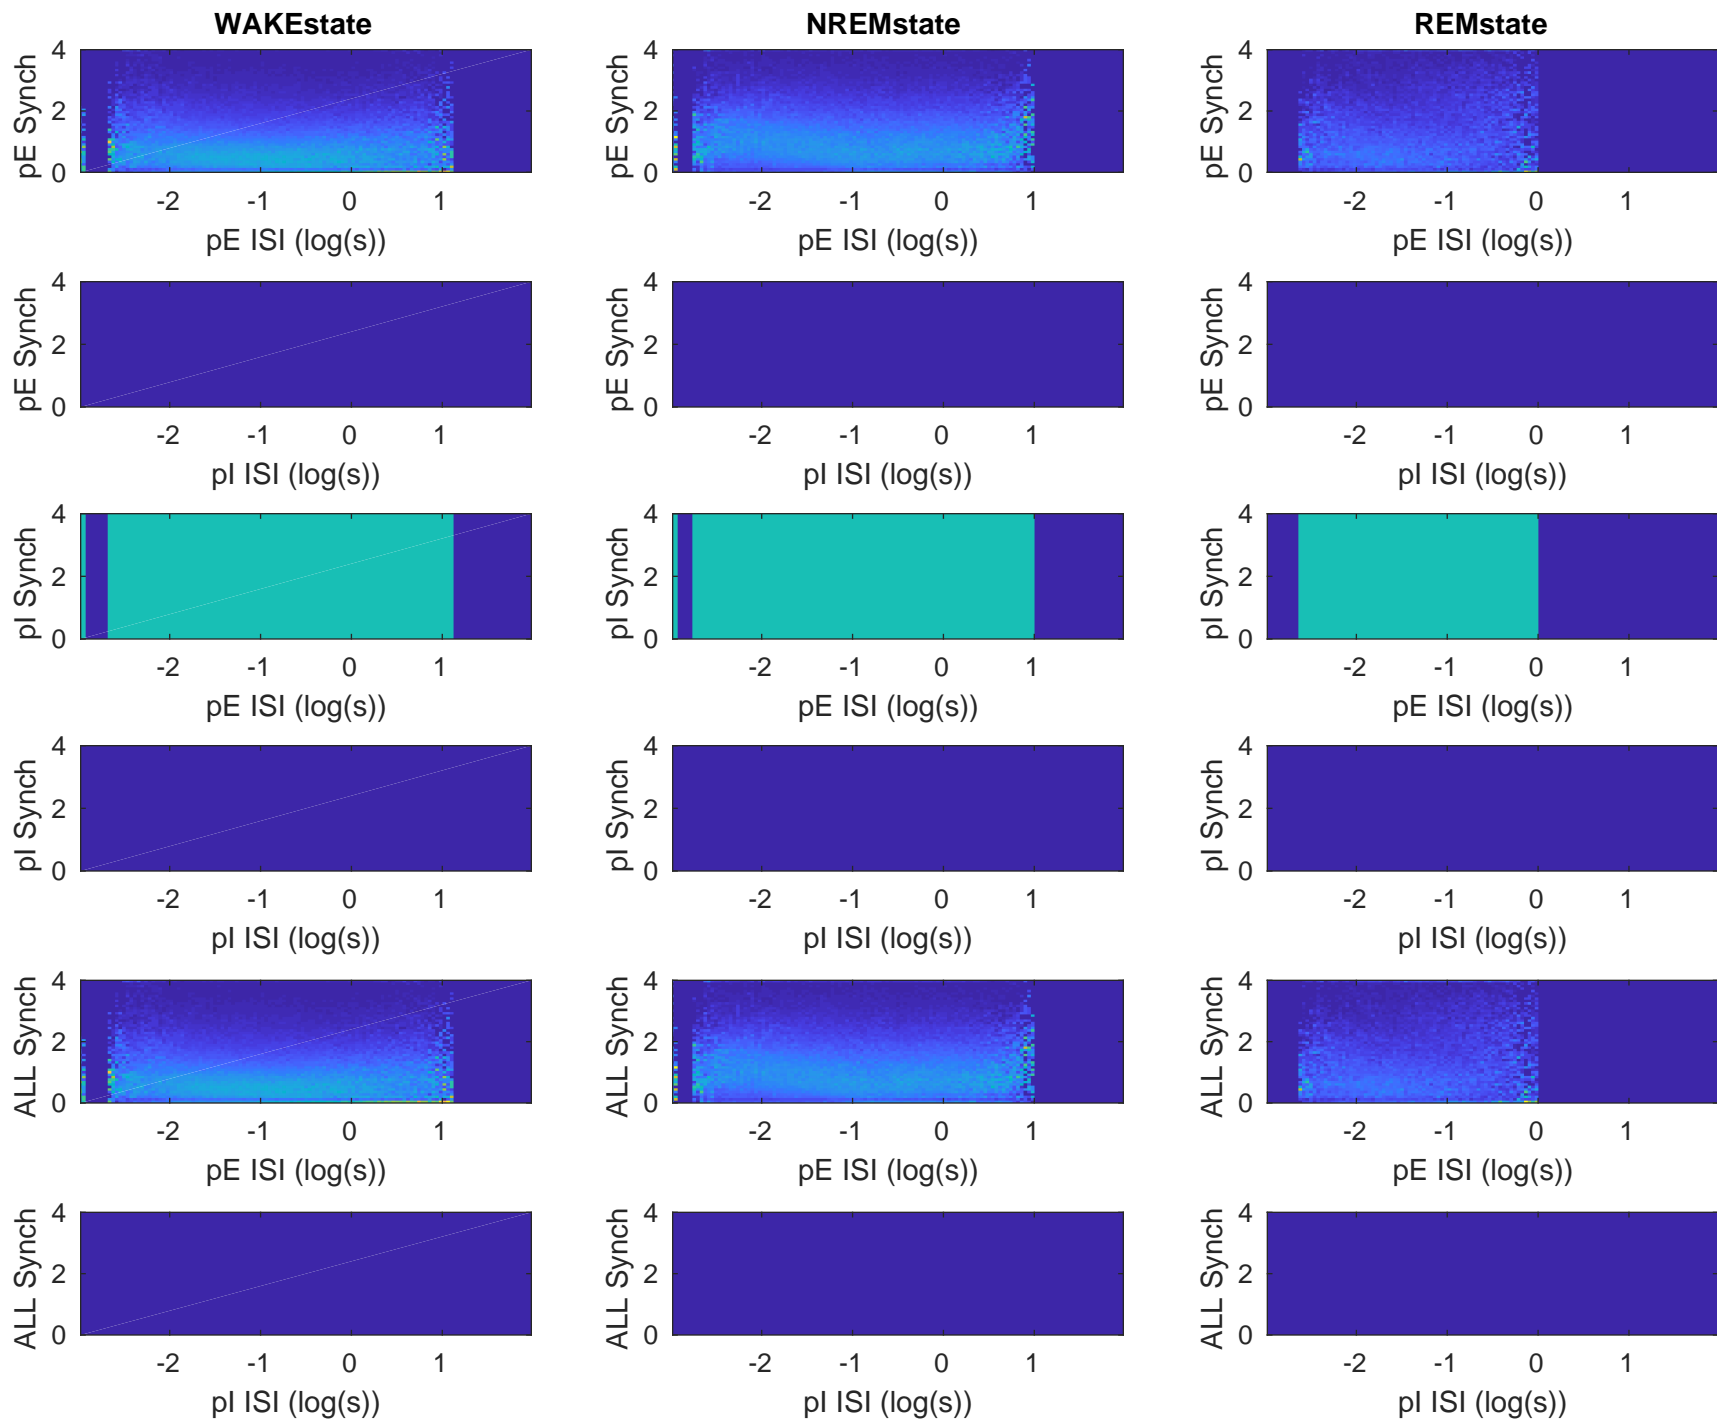 WAKEstate NREMstate REMstate
4 4 4
pE Synch pE Synch pE Synch
2 2 2
0 0 0
-2 -1 0 1 -2 -1 0 1 -2 -1 0 1
pE ISI (log(s)) pE ISI (log(s)) pE ISI (log(s))
4 4 4
pE Synch pE Synch pE Synch
2 2 2
0 0 0
-2 -1 0 1 -2 -1 0 1 -2 -1 0 1
pI ISI (log(s)) pI ISI (log(s)) pI ISI (log(s))
4 4 4
pI Synch pI Synch pI Synch
2 2 2
0 0 0
-2 -1 0 1 -2 -1 0 1 -2 -1 0 1
pE ISI (log(s)) pE ISI (log(s)) pE ISI (log(s))
4 4 4
pI Synch pI Synch pI Synch
2 2 2
0 0 0
-2 -1 0 1 -2 -1 0 1 -2 -1 0 1
pI ISI (log(s)) pI ISI (log(s)) pI ISI (log(s))
4 4 4
ALL Synch ALL Synch ALL Synch
2 2 2
0 0 0
-2 -1 0 1 -2 -1 0 1 -2 -1 0 1
pE ISI (log(s)) pE ISI (log(s)) pE ISI (log(s))
4 4 4
ALL Synch ALL Synch ALL Synch
2 2 2
0 0 0
-2 -1 0 1 -2 -1 0 1 -2 -1 0 1
pI ISI (log(s)) pI ISI (log(s)) pI ISI (log(s))